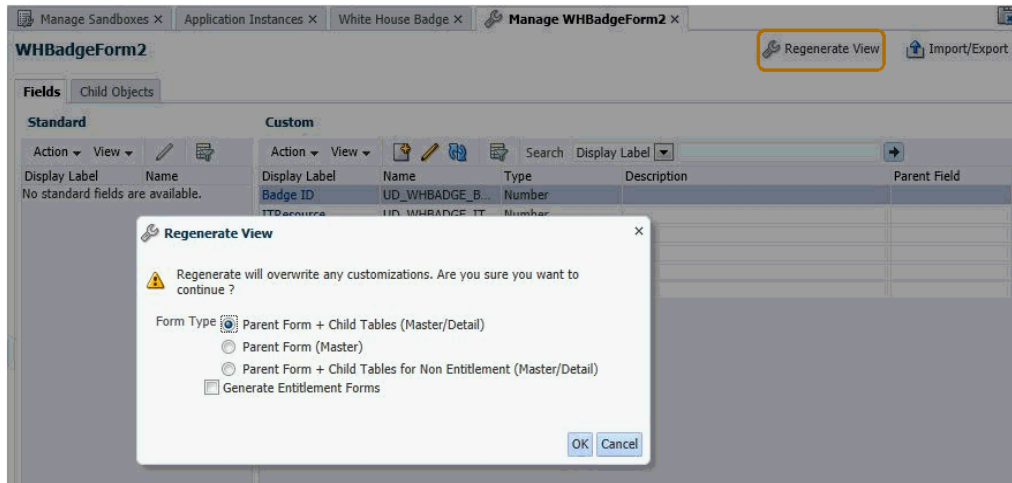 Manage Sandboxes × Application Instances × White House Badge × Manage WHBadgeForm2 ×
WHBadgeForm2 Regenerate View Import/Export
Fields Child Objects
Standard Custom
Action View Action View Search Display Label
Display Label Name Display Label Name Type Description Parent Field
No standard fields are available. Badge ID UD_WHBADGE_B... Number
ITResource UD_WHBADGE_IT... Number
Regenerate View ×
Regenerate will overwrite any customizations. Are you sure you want to
continue ?
Form Type Parent Form + Child Tables (Master/Detail)
Parent Form (Master)
Parent Form + Child Tables for Non Entitlement (Master/Detail)
Generate Entitlement Forms
OK Cancel